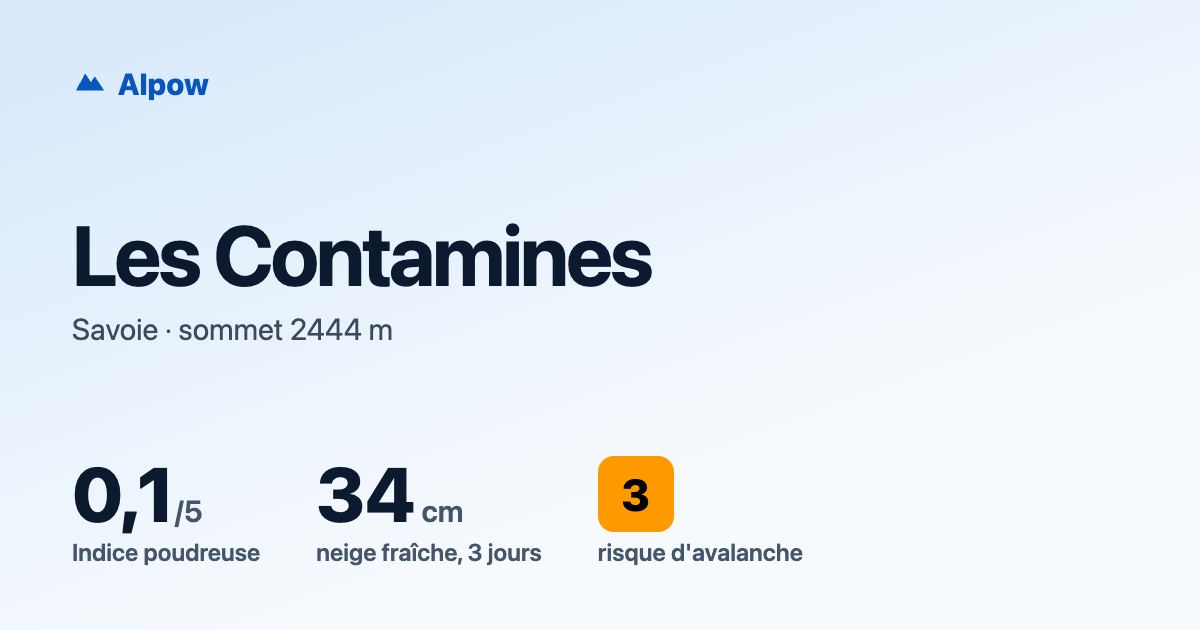 Alpow
Les Contamines
Savoie · sommet 2444 m
0,1 /5
Indice poudreuse
34 cm
neige fraîche, 3 jours
3
risque d'avalanche